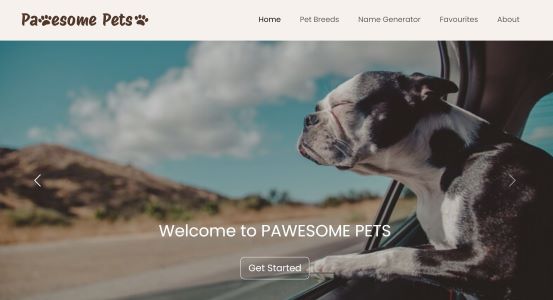 Pawesome Pets
Home Pet Breeds Name Generator Favourites About
Welcome to PAWESOME PETS
Get Started